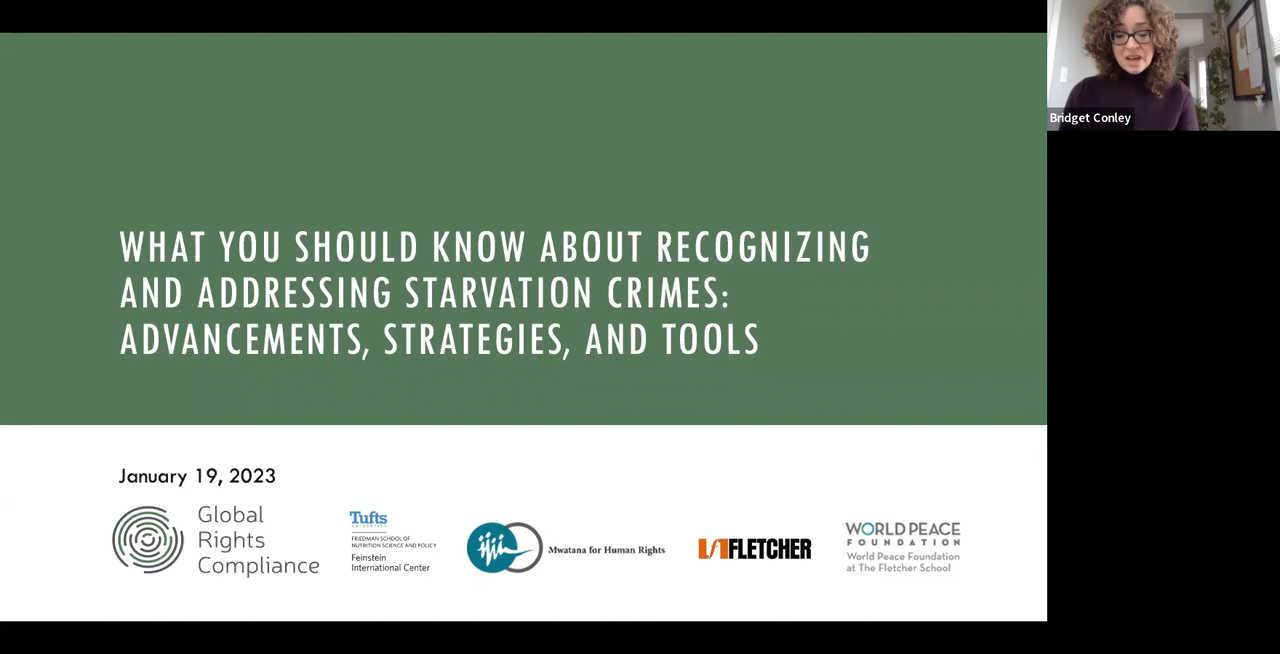 Bridget Conley
WHAT YOU SHOULD KNOW ABOUT RECOGNIZING
AND ADDRESSING STARVATION CRIMES:
ADVANCEMENTS, STRATEGIES, AND TOOLS
January 19, 2023
Global
Rights
Compliance
Tufts
UNIVERSITY
FRIEDMAN SCHOOL OF
NUTRITION SCIENCE AND POLICY
Feinstein
International Center
Mwatana for Human Rights
FLETCHER
WORLD PEACE
FOUNDATION
World Peace Foundation
at The Fletcher School